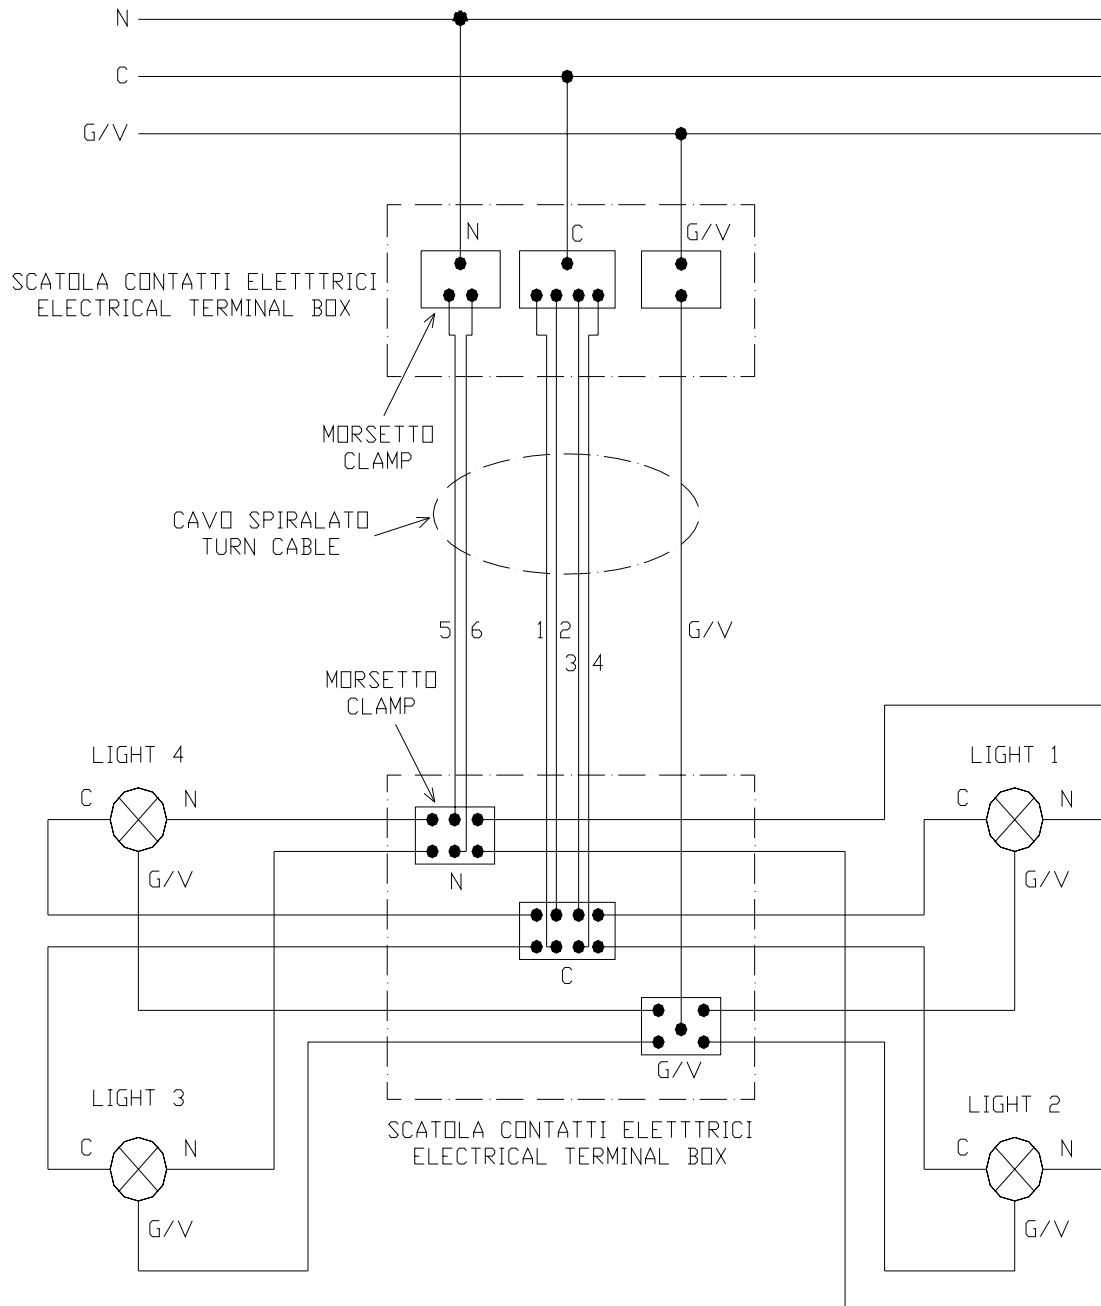 N
C
G/V
N
C
G/V
SCATOLA CONTATTI ELETTTRICI
ELECTRICAL TERMINAL BOX
MORSETTO
CLAMP
CAVO SPIRALATO
TURN CABLE
5 6 1 2 G/V
3 4
MORSETTO
CLAMP
LIGHT 4
LIGHT 1
C N
C N
G/V
G/V
N
C
G/V
LIGHT 3
LIGHT 2
SCATOLA CONTATTI ELETTTRICI
ELECTRICAL TERMINAL BOX
C N
C N
G/V
G/V